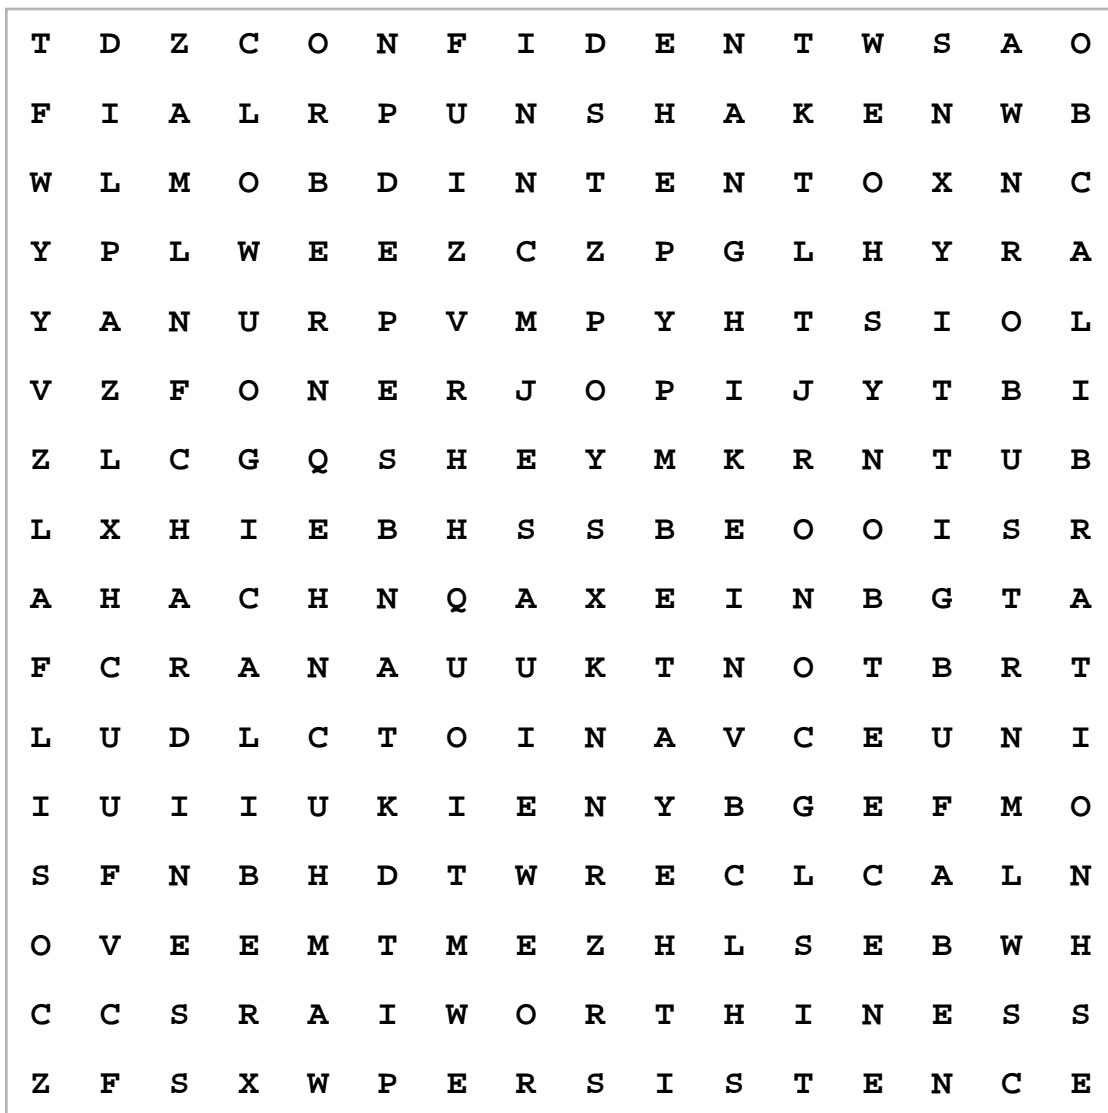 T D Z C O N F I D E N T W S A O
F I A L R P U N S H A K E N W B
W L M O B D I N T E N T O X N C
Y P L W E E Z C Z P G L H Y R A
Y A N U R P V M P Y H T S I O L
V Z F O N E R J O P I J Y T B I
Z L C G Q S H E Y M K R N T U B
L X H I E B H S S B E O O I S R
A H A C H N Q A X E I N B G T A
F C R A N A U U K T N O T B R T
L U D L C T O I N A V C E U N I
I U I I U K I E N Y B G E F M O
S F N B H D T W R E C L C A L N
O V E E M T M E Z H L S E B W H
C C S R A I W O R T H I N E S S
Z F S X W P E R S I S T E N C E